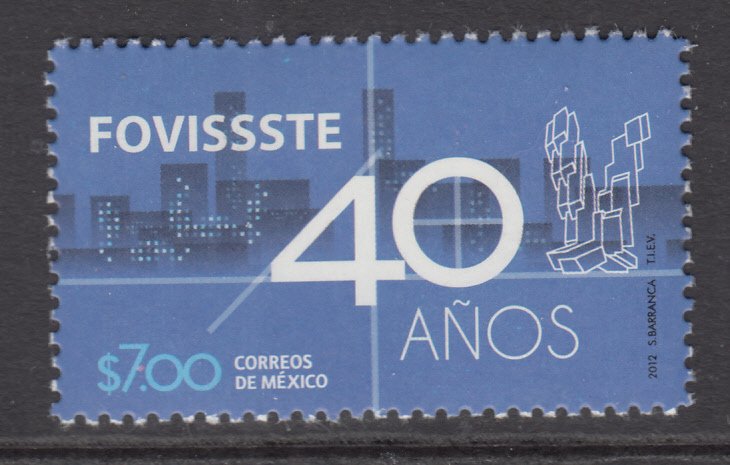 FOVISSSTE
40
AÑOS
$7.00
CORREOS
DE MÉXICO
2012 S.BARRANCA T.I.E.V.